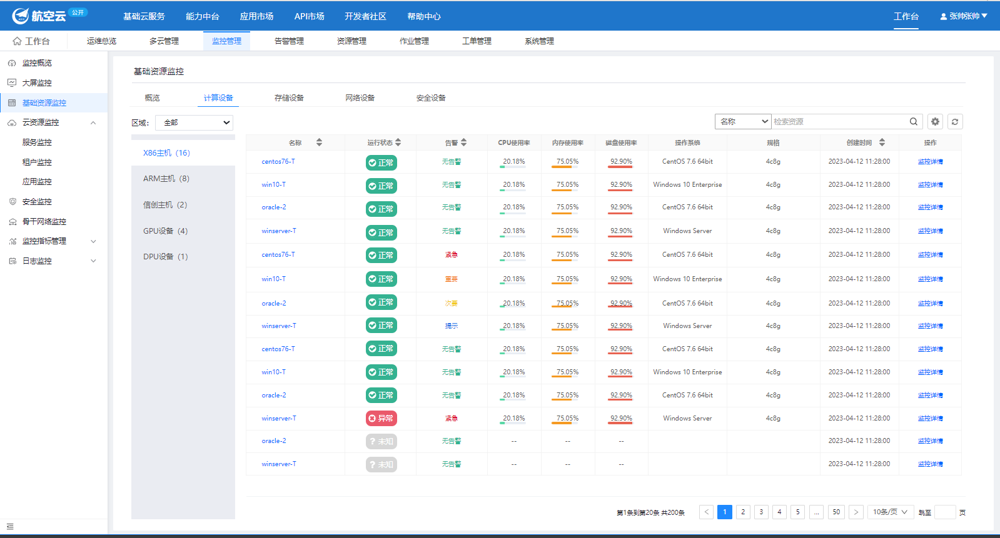 航空云 公开 基础云服务 能力中台 应用市场 API市场 开发者社区 帮助中心 工作台 张帅张帅
工作台 运维总览 多云管理 监控管理 告警管理 资源管理 作业管理 工单管理 系统管理
监控概览
大屏监控
基础资源监控
云资源监控
服务监控
租户监控
应用监控
安全监控
骨干网络监控
监控指标管理
日志监控
基础资源监控
概览 计算设备 存储设备 网络设备 安全设备
区域： 全部 名称 检索资源
X86主机（16）
ARM主机（8）
信创主机（2）
GPU设备（4）
DPU设备（1）
名称 运行状态 告警 CPU使用率 内存使用率 磁盘使用率 操作系统 规格 创建时间 操作
centos76-T 正常 无告警 20.18% 75.05% 92.90% CentOS 7.6 64bit 4c8g 2023-04-12 11:28:00 监控详情
win10-T 正常 无告警 20.18% 75.05% 92.90% Windows 10 Enterprise 4c8g 2023-04-12 11:28:00 监控详情
oracle-2 正常 无告警 20.18% 75.05% 92.90% CentOS 7.6 64bit 4c8g 2023-04-12 11:28:00 监控详情
winserver-T 正常 无告警 20.18% 75.05% 92.90% Windows Server 4c8g 2023-04-12 11:28:00 监控详情
centos76-T 正常 紧急 20.18% 75.05% 92.90% CentOS 7.6 64bit 4c8g 2023-04-12 11:28:00 监控详情
win10-T 正常 重要 20.18% 75.05% 92.90% Windows 10 Enterprise 4c8g 2023-04-12 11:28:00 监控详情
oracle-2 正常 次要 20.18% 75.05% 92.90% CentOS 7.6 64bit 4c8g 2023-04-12 11:28:00 监控详情
winserver-T 正常 提示 20.18% 75.05% 92.90% Windows Server 4c8g 2023-04-12 11:28:00 监控详情
centos76-T 正常 无告警 20.18% 75.05% 92.90% CentOS 7.6 64bit 4c8g 2023-04-12 11:28:00 监控详情
win10-T 正常 无告警 20.18% 75.05% 92.90% Windows 10 Enterprise 4c8g 2023-04-12 11:28:00 监控详情
oracle-2 正常 无告警 20.18% 75.05% 92.90% CentOS 7.6 64bit 4c8g 2023-04-12 11:28:00 监控详情
winserver-T 异常 紧急 20.18% 75.05% 92.90% Windows Server 4c8g 2023-04-12 11:28:00 监控详情
oracle-2 未知 无告警 -- -- -- 2023-04-12 11:28:00 监控详情
winserver-T 未知 无告警 -- -- -- 2023-04-12 11:28:00 监控详情
第1条到第20条 共200条 < 1 2 3 4 5 ... 50 > 10条/页 跳至 页